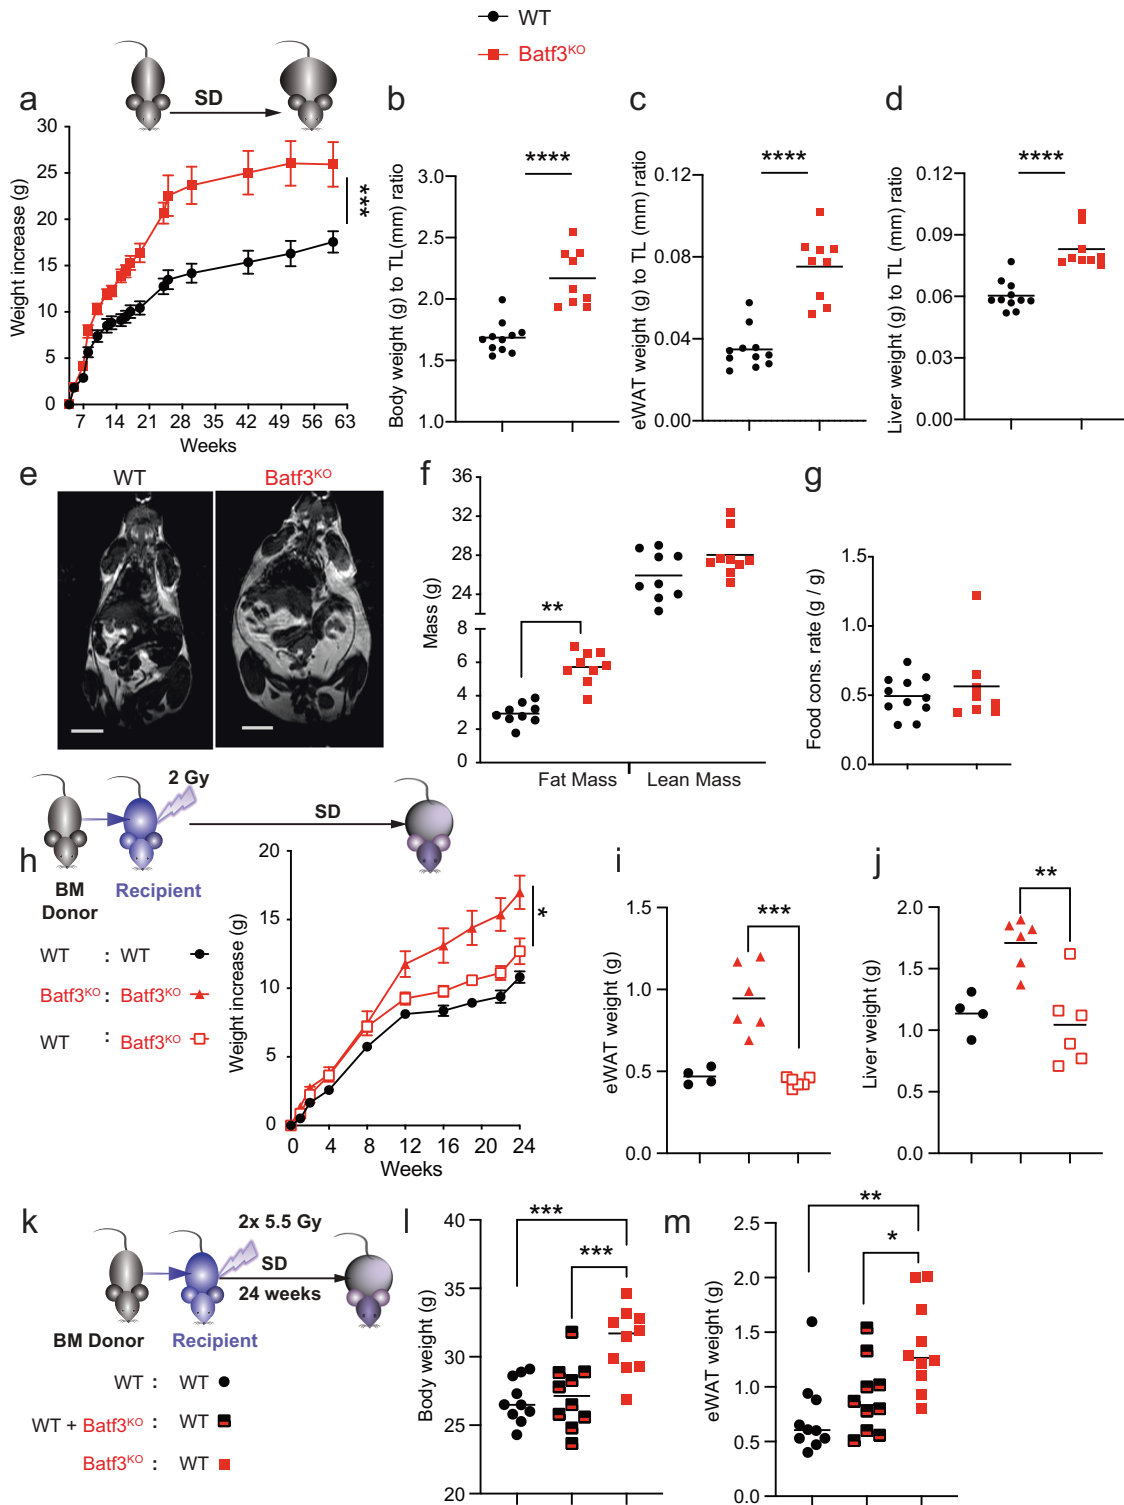 WT
Batf3KO
a
SD
Weight increase (g)
30
25
20
15
10
5
0
7 14 21 28 35 42 49 56 63
Weeks
***
b
****
Body weight (g) to TL (mm) ratio
3.0
2.5
2.0
1.5
1.0
c
****
eWAT weight (g) to TL (mm) ratio
0.12
0.08
0.04
0.00
d
****
Liver weight (g) to TL (mm) ratio
0.12
0.09
0.06
0.03
0.00
e
WT
Batf3KO
f
Mass (g)
36
32
28
24
8
6
4
2
0
**
Fat Mass
Lean Mass
g
Food cons. rate (g / g)
1.5
1.0
0.5
0.0
2 Gy
SD
h
BM
Donor
Recipient
WT : WT
Batf3KO : Batf3KO
WT : Batf3KO
Weight increase (g)
20
15
10
5
0
0 4 8 12 16 20 24
Weeks
*
i
***
eWAT weight (g)
1.5
1.0
0.5
0.0
j
**
Liver weight (g)
2.0
1.5
1.0
0.5
0.0
k
2x 5.5 Gy
SD
24 weeks
BM Donor
Recipient
WT : WT
WT + Batf3KO : WT
Batf3KO : WT
l
***
***
Body weight (g)
40
35
30
25
20
m
**
*
eWAT weight (g)
2.5
2.0
1.5
1.0
0.5
0.0